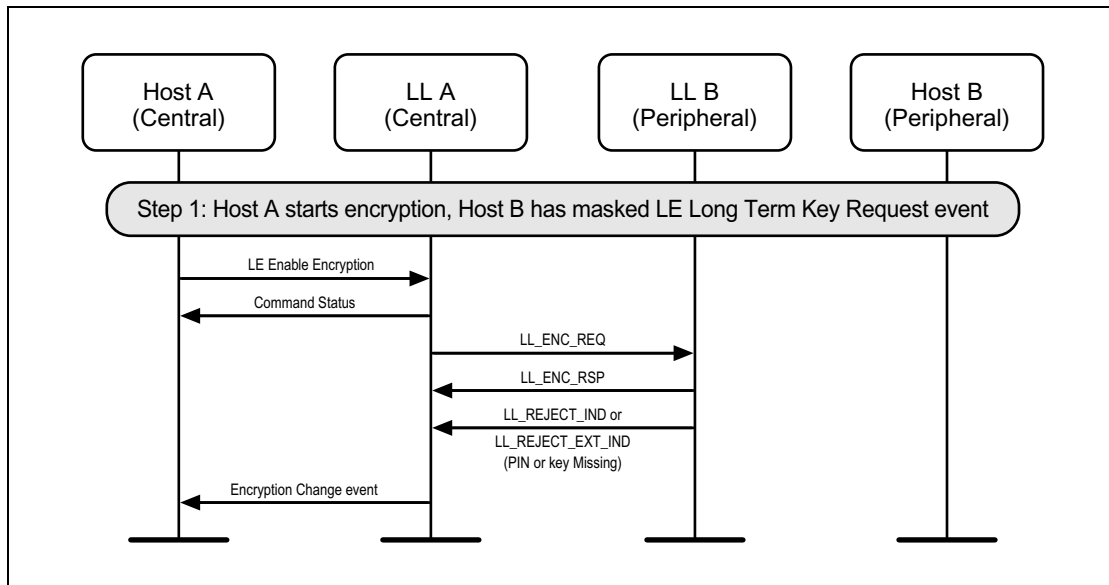 Host A
(Central)
LL A
(Central)
LL B
(Peripheral)
Host B
(Peripheral)
Step 1: Host A starts encryption, Host B has masked LE Long Term Key Request event
LE Enable Encryption
Command Status
LL_ENC_REQ
LL_ENC_RSP
LL_REJECT_IND or
LL_REJECT_EXT_IND
(PIN or key Missing)
Encryption Change event